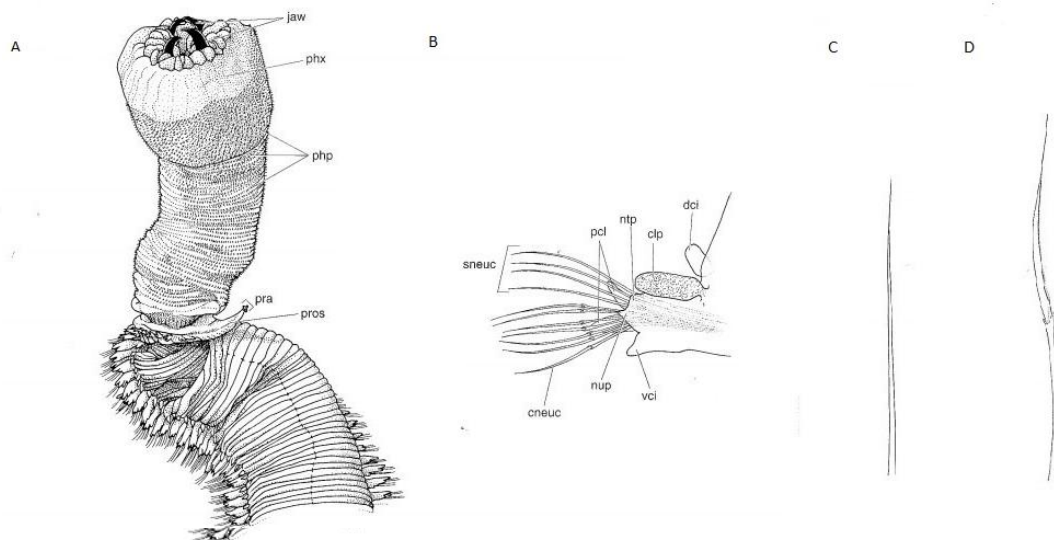 A
jaw
phx
php
pra
pros
B
dci
ntp
clp
pcl
sneuc
nup
vci
cneuc
C
D